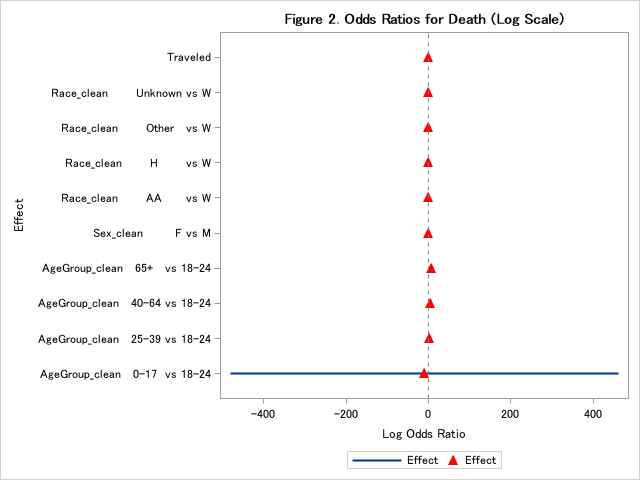 Figure 2. Odds Ratios for Death (Log Scale)
Traveled
Race_clean Unknown vs W
Race_clean Other vs W
Race_clean H vs W
Race_clean AA vs W
Sex_clean F vs M
AgeGroup_clean 65+ vs 18-24
AgeGroup_clean 40-64 vs 18-24
AgeGroup_clean 25-39 vs 18-24
AgeGroup_clean 0-17 vs 18-24
Effect
-400 -200 0 200 400
Log Odds Ratio
Effect Effect